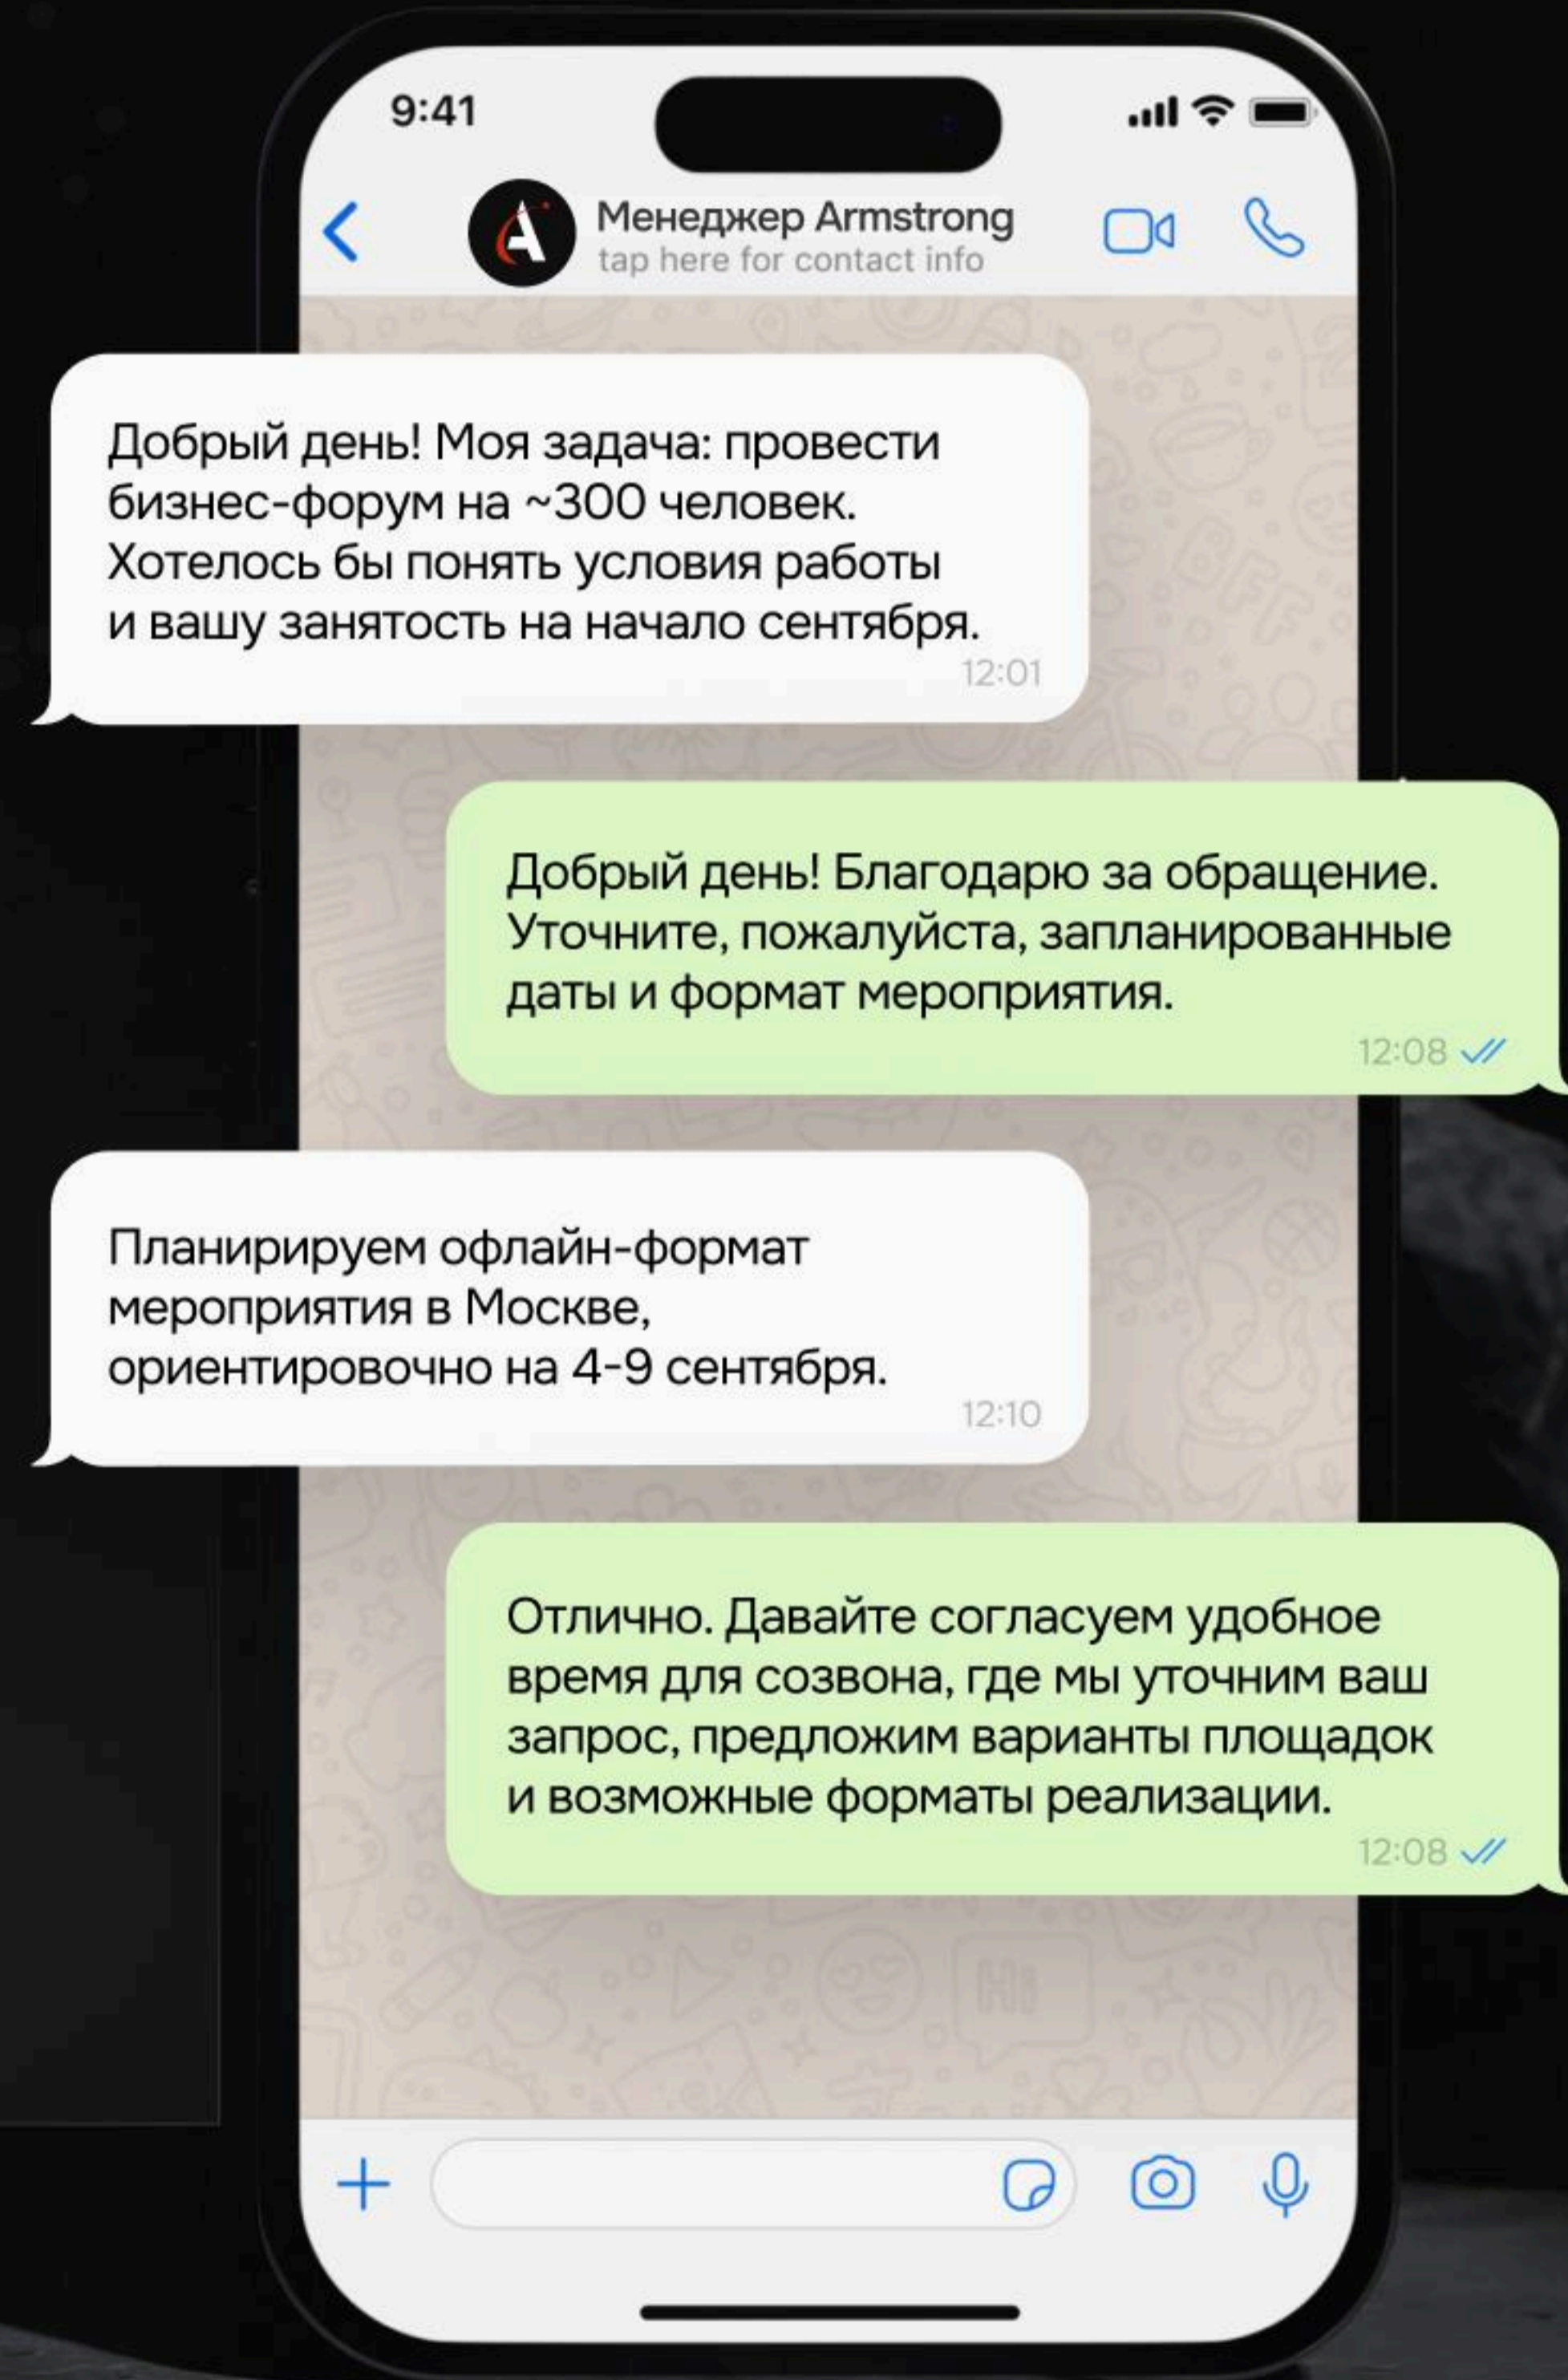 9:41
Менеджер Armstrong
tap here for contact info
Добрый день! Моя задача: провести
бизнес-форум на ~300 человек.
Хотелось бы понять условия работы
и вашу занятость на начало сентября.
12:01
Добрый день! Благодарю за обращение.
Уточните, пожалуйста, запланированные
даты и формат мероприятия.
12:08
Планирируем офлайн-формат
мероприятия в Москве,
ориентировочно на 4-9 сентября.
12:10
Отлично. Давайте согласуем удобное
время для созвона, где мы уточним ваш
запрос, предложим варианты площадок
и возможные форматы реализации.
12:08